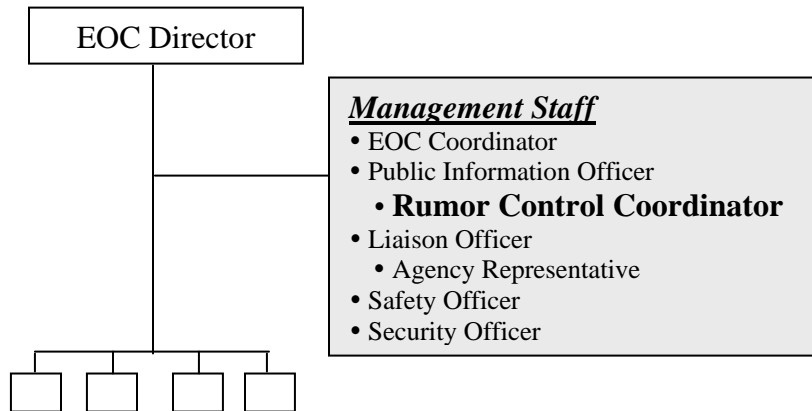 EOC Director
Management Staff
• EOC Coordinator
• Public Information Officer
• Rumor Control Coordinator
• Liaison Officer
• Agency Representative
• Safety Officer
• Security Officer